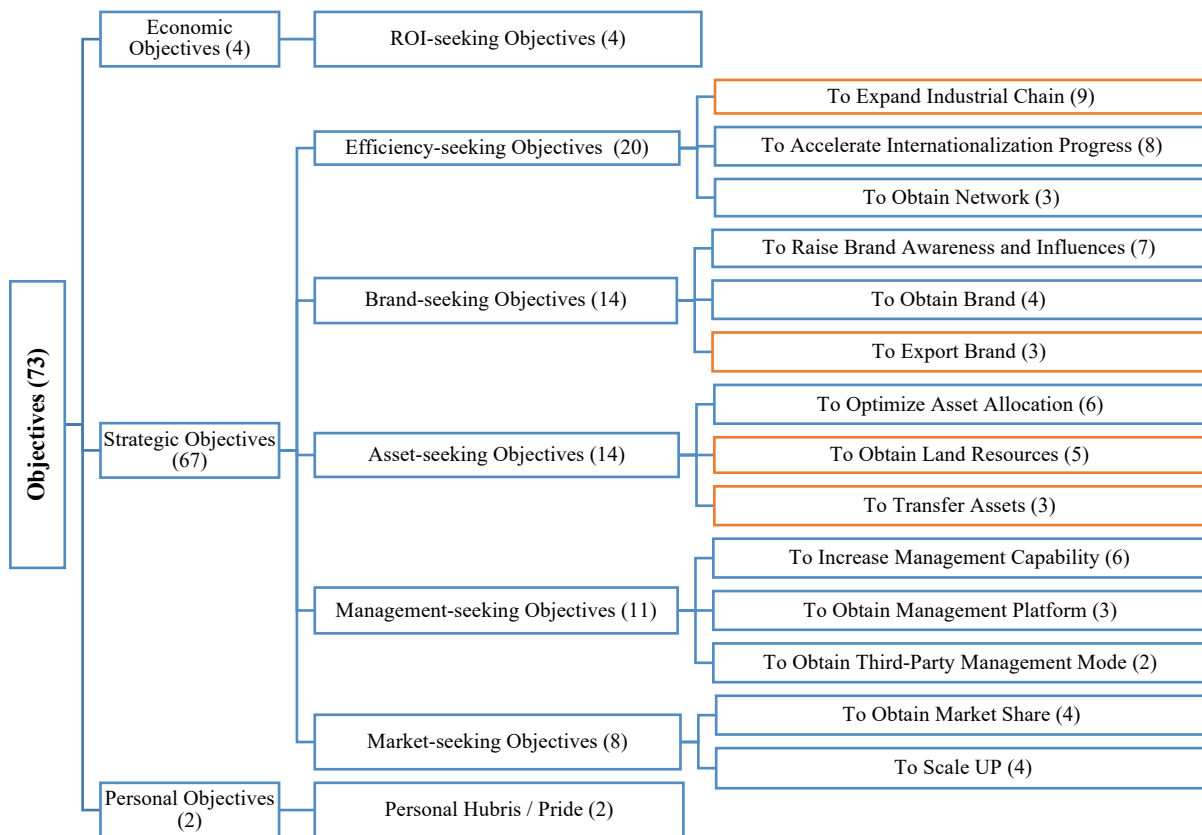 Objectives (73)
Economic
Objectives (4)
ROI-seeking Objectives (4)
Strategic Objectives
(67)
Efficiency-seeking Objectives (20)
To Expand Industrial Chain (9)
To Accelerate Internationalization Progress (8)
To Obtain Network (3)
Brand-seeking Objectives (14)
To Raise Brand Awareness and Influences (7)
To Obtain Brand (4)
To Export Brand (3)
Asset-seeking Objectives (14)
To Optimize Asset Allocation (6)
To Obtain Land Resources (5)
To Transfer Assets (3)
Management-seeking Objectives (11)
To Increase Management Capability (6)
To Obtain Management Platform (3)
To Obtain Third-Party Management Mode (2)
Market-seeking Objectives (8)
To Obtain Market Share (4)
To Scale UP (4)
Personal Objectives
(2)
Personal Hubris / Pride (2)